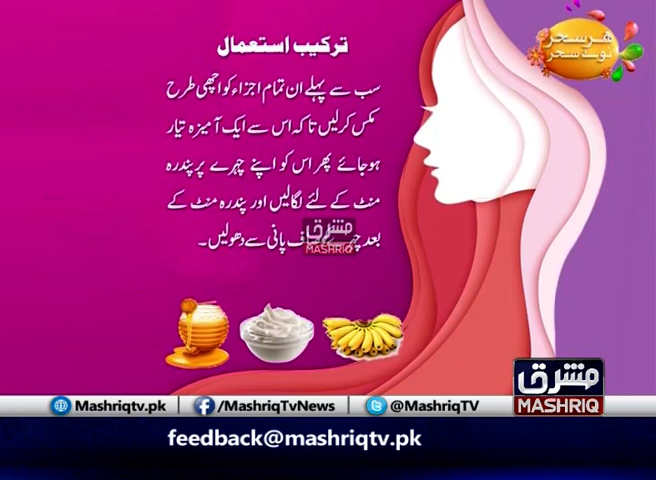 ھر سحر
نوٹ سحر
ترکیب استعمال
سب سے پہلے ان تمام اجزاء کو اچھی طرح
مکس کرلیں تاکہ اس سے ایک آمیزہ تیار
ہوجائے پھر اس کو اپنے چہرے پر پندرہ
منٹ کے لئے لگالیں اور پندرہ منٹ کے
بعد پانی سے دھولیں۔
مشرق
MASHRIQ
مشرق
MASHRIQ
Mashriqtv.pk /MashriqTvNews @MashriqTV
feedback@mashriqtv.pk